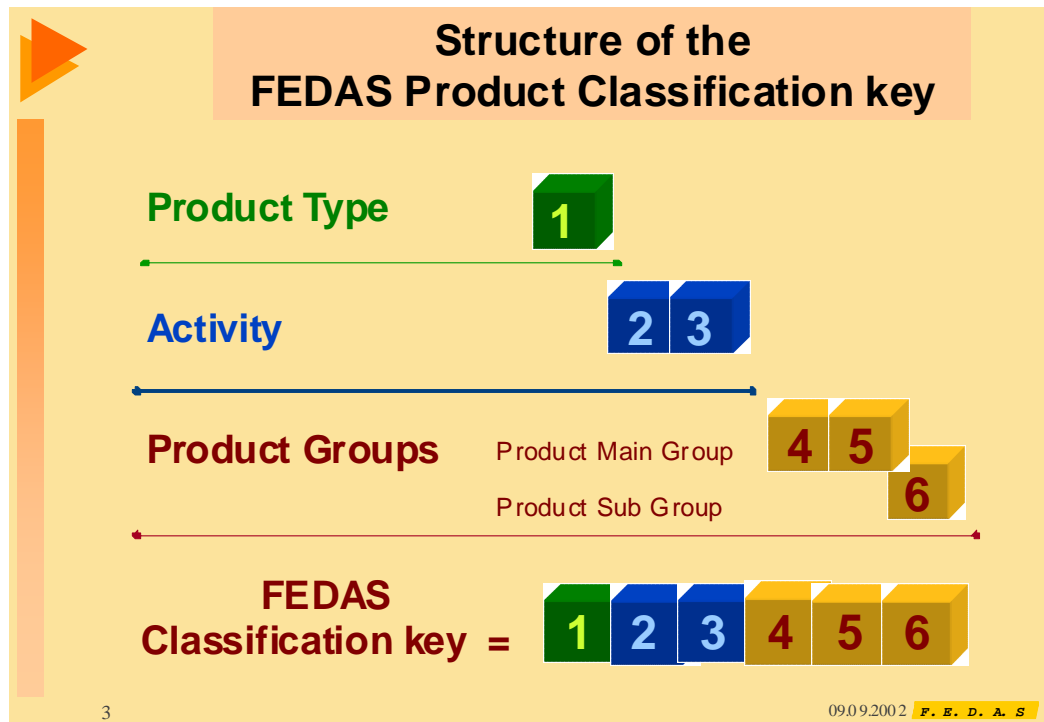 Structure of the
FEDAS Product Classification key
Product Type
1
Activity
2 3
Product Groups
Product Main Group
4 5
Product Sub Group
6
FEDAS
Classification key = 1 2 3 4 5 6
3
09.09.2002 F. E. D. A. S